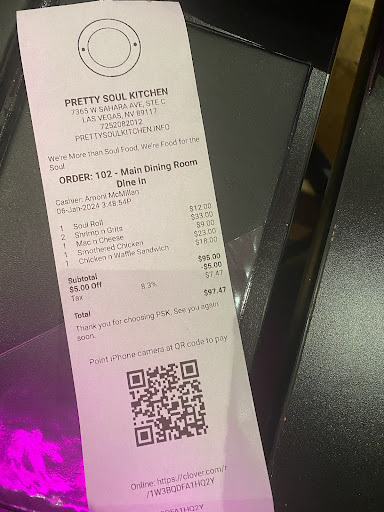 PRETTY SOUL KITCHEN
7365 W SAHARA AVE, STE C
LAS VEGAS, NV 89117
7252082012
PRETTYSOULKITCHEN.INFO
We're More than Soul Food, We're Food for the
Soul
ORDER: 102 - Main Dining Room
Dine in
Cashier: Amoni McMillan
06-Jan-2024 3:48:54P
1 Soul Roll $12.00
2 Shrimp n Grits $33.00
1 Mac n Cheese $9.00
1 Smothered Chicken $23.00
1 Chicken n Waffle Sandwich $18.00
Subtotal $95.00
$5.00 Off -$5.00
Tax 8.3% $7.47
Total $97.47
Thank you for choosing PSK, See you again
soon.
Point iPhone camera at QR code to pay
Online: https://clover.com/r
/1W3BQDFA1HQ2Y